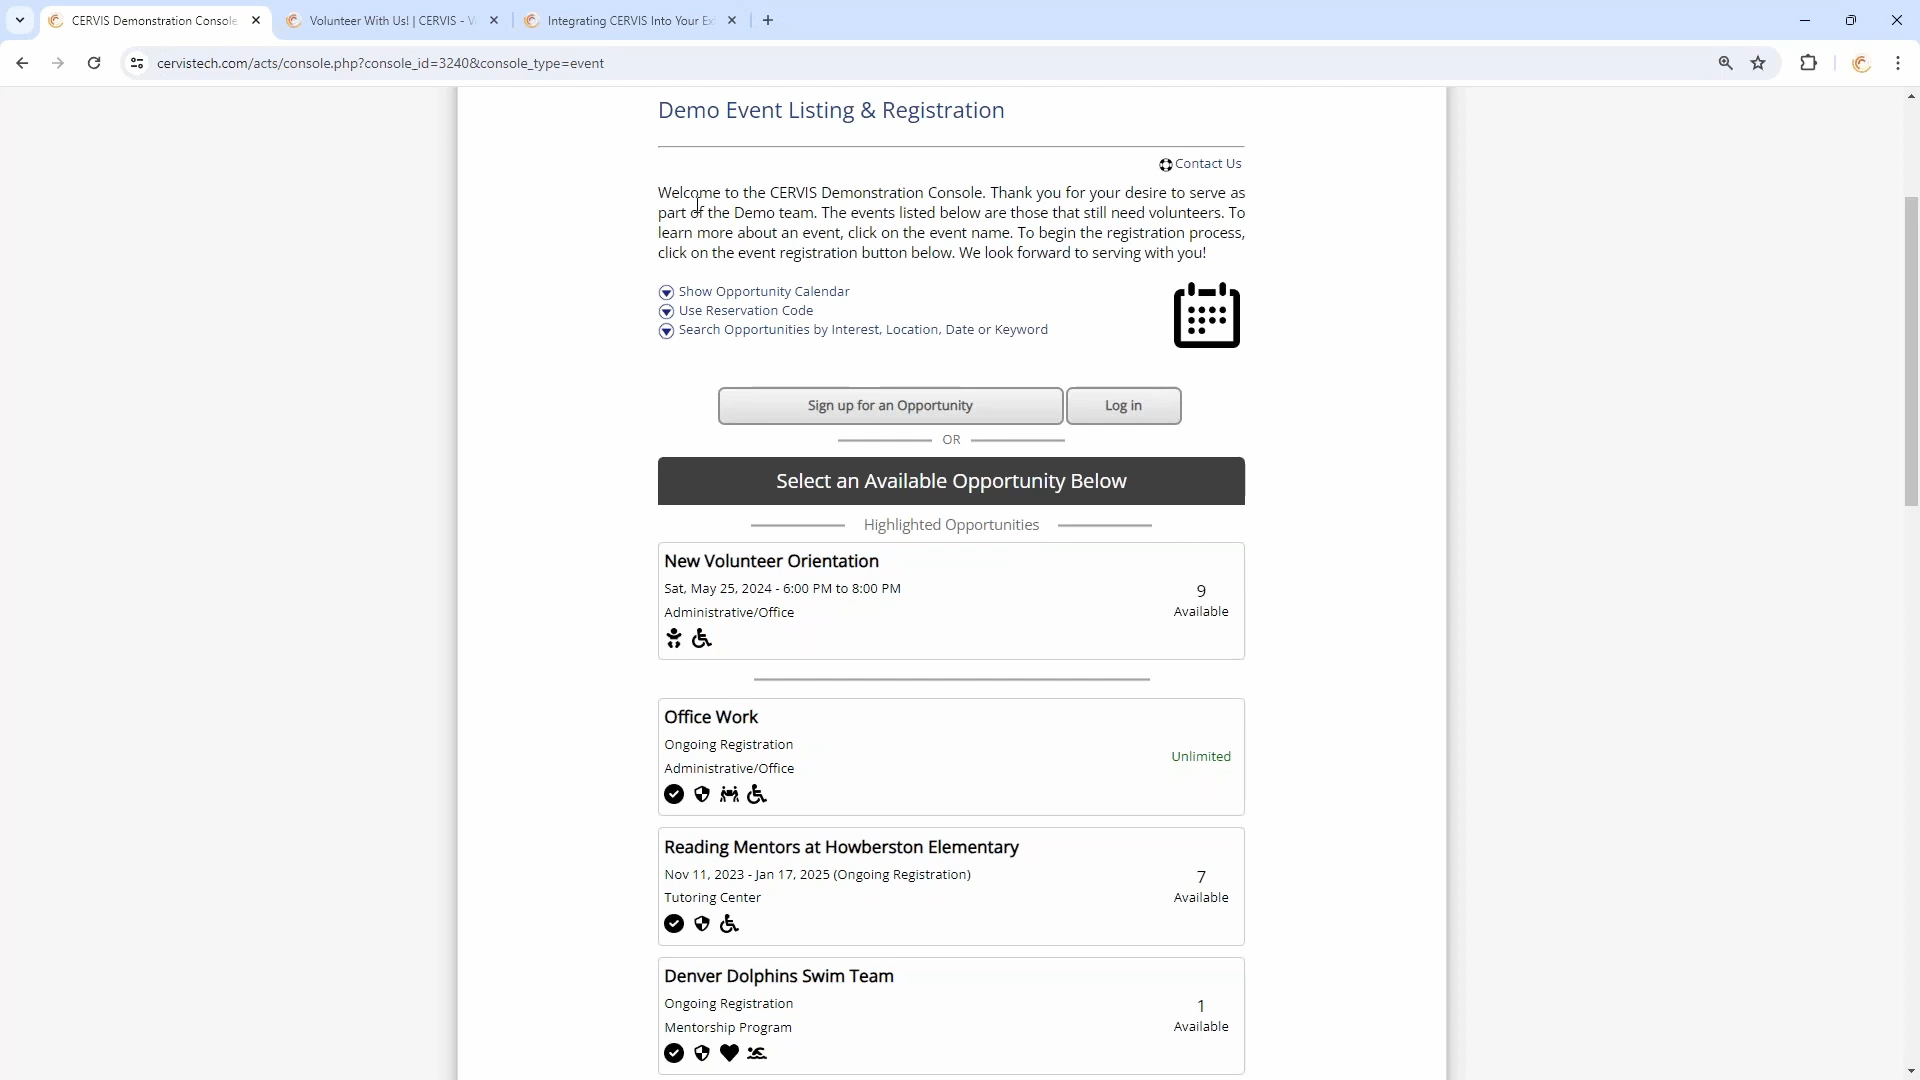 CERVIS Demonstration Console
Volunteer With Us! | CERVIS - V
Integrating CERVIS Into Your Ex
cervistech.com/acts/console.php?console_id=3240&console_type=event
Demo Event Listing & Registration
Contact Us
Welcome to the CERVIS Demonstration Console. Thank you for your desire to serve as
part of the Demo team. The events listed below are those that still need volunteers. To
learn more about an event, click on the event name. To begin the registration process,
click on the event registration button below. We look forward to serving with you!
Show Opportunity Calendar
Use Reservation Code
Search Opportunities by Interest, Location, Date or Keyword
Sign up for an Opportunity
Log in
OR
Select an Available Opportunity Below
Highlighted Opportunities
New Volunteer Orientation
Sat, May 25, 2024 - 6:00 PM to 8:00 PM
Administrative/Office
9
Available
Office Work
Ongoing Registration
Administrative/Office
Unlimited
Reading Mentors at Howberston Elementary
Nov 11, 2023 - Jan 17, 2025 (Ongoing Registration)
Tutoring Center
7
Available
Denver Dolphins Swim Team
Ongoing Registration
Mentorship Program
1
Available